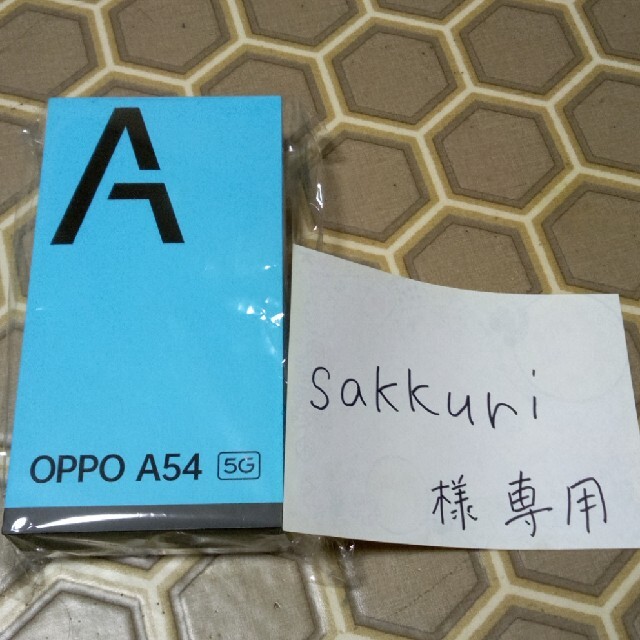 A
OPPO A54 5G
sakkuri
様専用